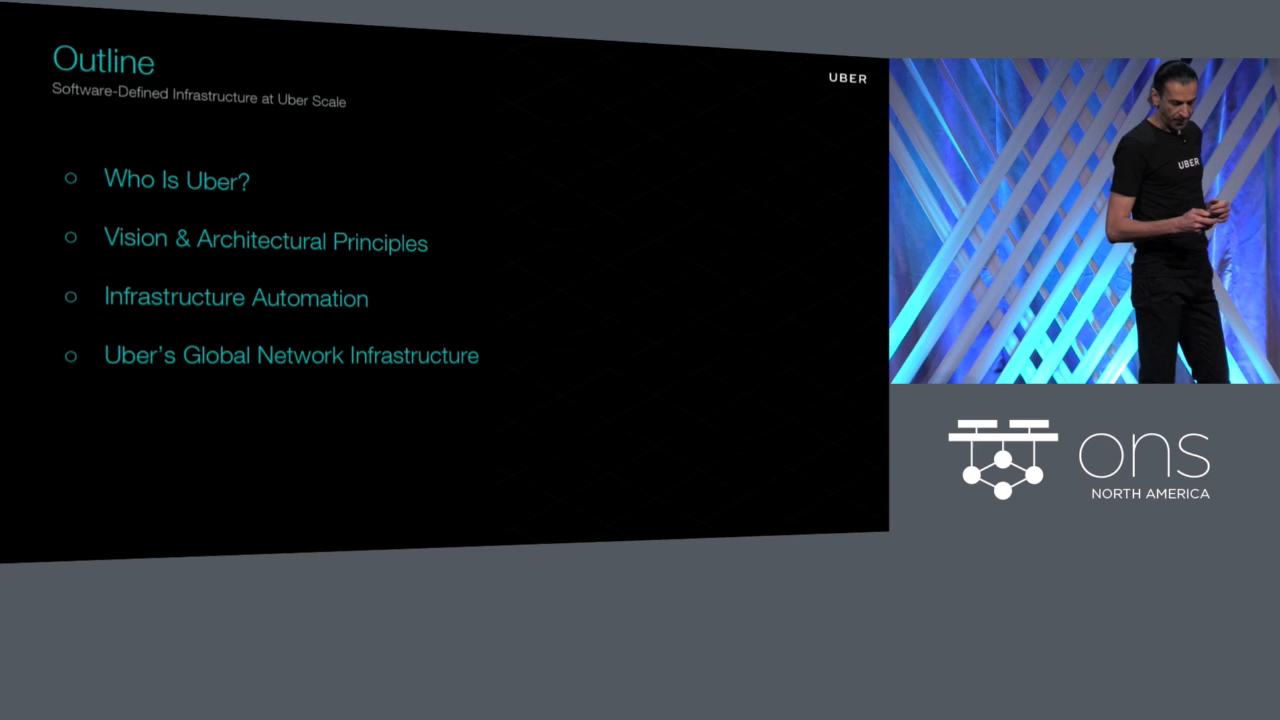 Outline
Software-Defined Infrastructure at Uber Scale
UBER
Who Is Uber?
Vision & Architectural Principles
Infrastructure Automation
Uber's Global Network Infrastructure
UBER
ons
NORTH AMERICA